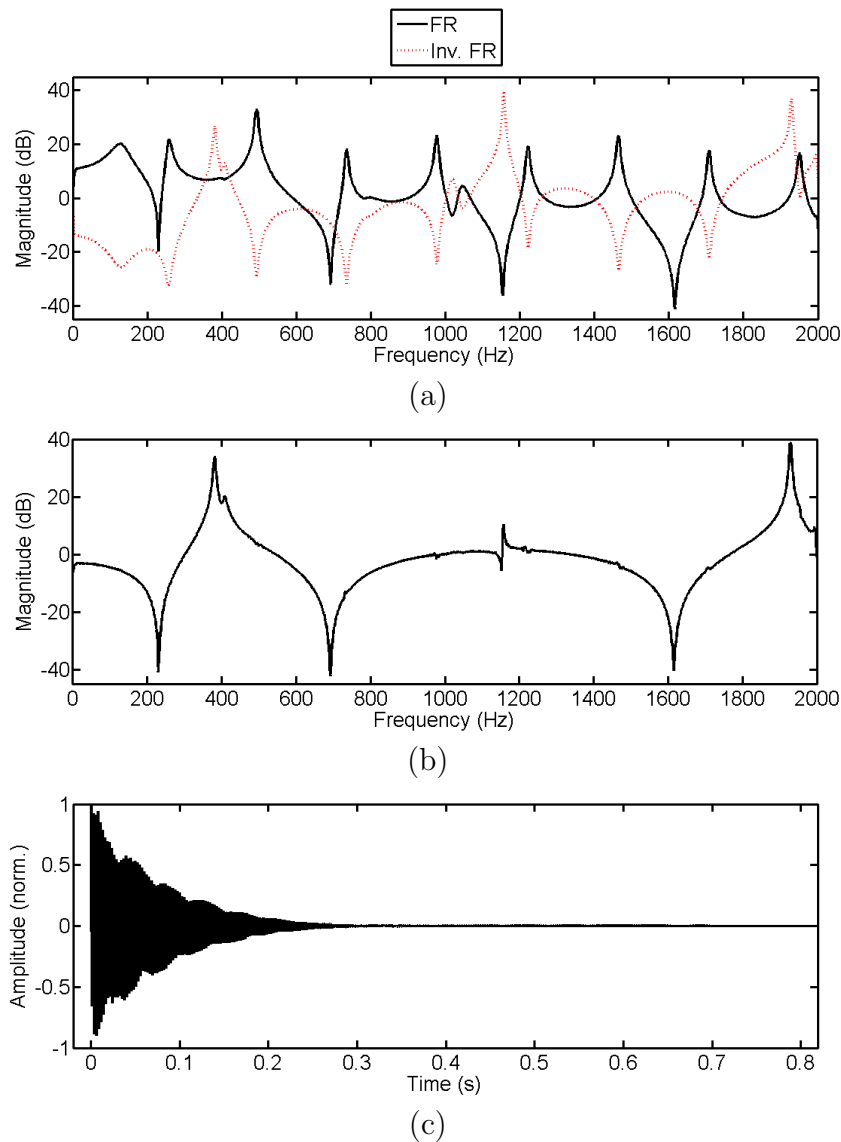 FR
Inv. FR
40
20
0
-20
-40
Magnitude (dB)
0 200 400 600 800 1000 1200 1400 1600 1800 2000
Frequency (Hz)
(a)
40
20
0
-20
-40
Magnitude (dB)
0 200 400 600 800 1000 1200 1400 1600 1800 2000
Frequency (Hz)
(b)
1
0.5
0
-0.5
-1
Amplitude (norm.)
0 0.1 0.2 0.3 0.4 0.5 0.6 0.7 0.8
Time (s)
(c)